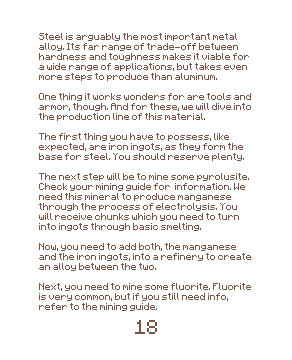 Steel is arguably the most important metal
alloy. Its far range of trade-off between
hardness and toughness makes it viable for
a wide range of applications, but takes even
more steps to produce than aluminum.
One thing it works wonders for are tools and
armor, though. And for these, we will dive into
the production line of this material.
The first thing you have to possess, like
expected, are iron ingots, as they form the
base for steel. You should reserve plenty.
The next step will be to mine some pyrolusite.
Check your mining guide for information. We
need this mineral to produce manganese
through the process of electrolysis. You
will receive chunks which you need to turn
into ingots through basic smelting.
Now, you need to add both, the manganese
and the iron ingots, into a refinery to create
an alloy between the two.
Next, you need to mine some fluorite. Fluorite
is very common, but if you still need info,
refer to the mining guide.
18